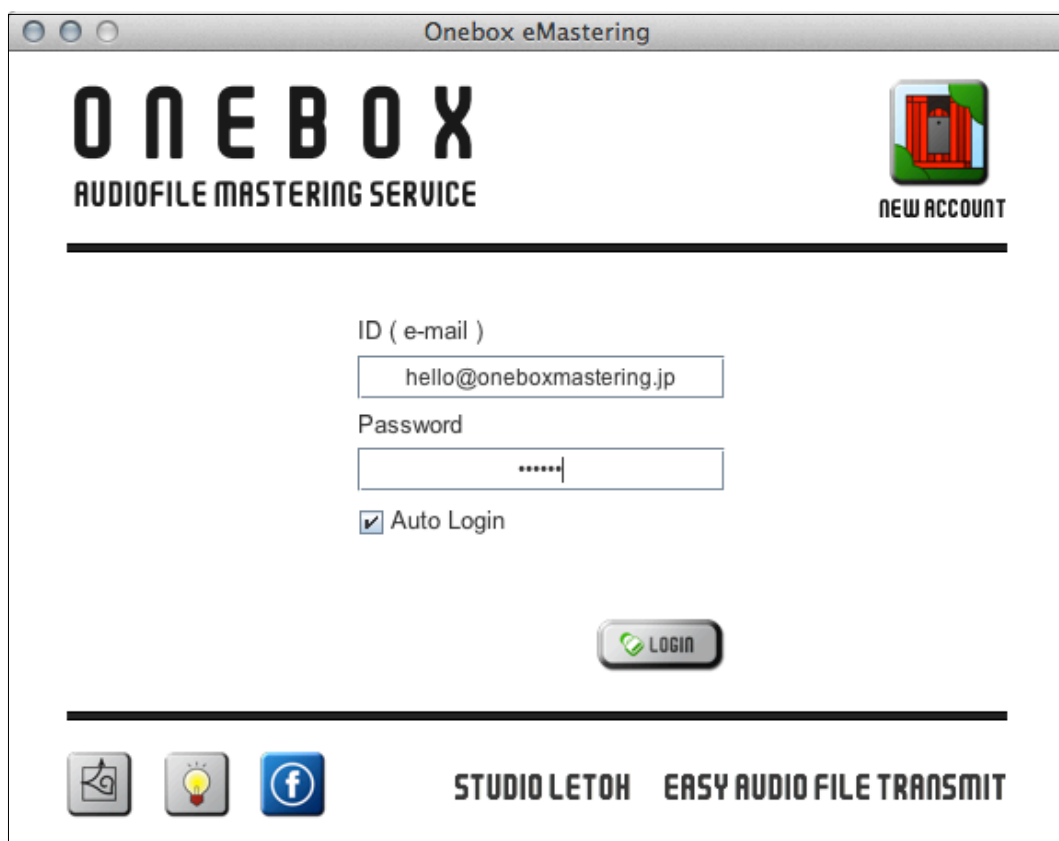 Onebox eMastering
ONEBOX
AUDIOFILE MASTERING SERVICE
NEW ACCOUNT
ID ( e-mail )
hello@oneboxmastering.jp
Password
••••••
Auto Login
LOGIN
STUDIO LETOH EASY AUDIO FILE TRANSMIT